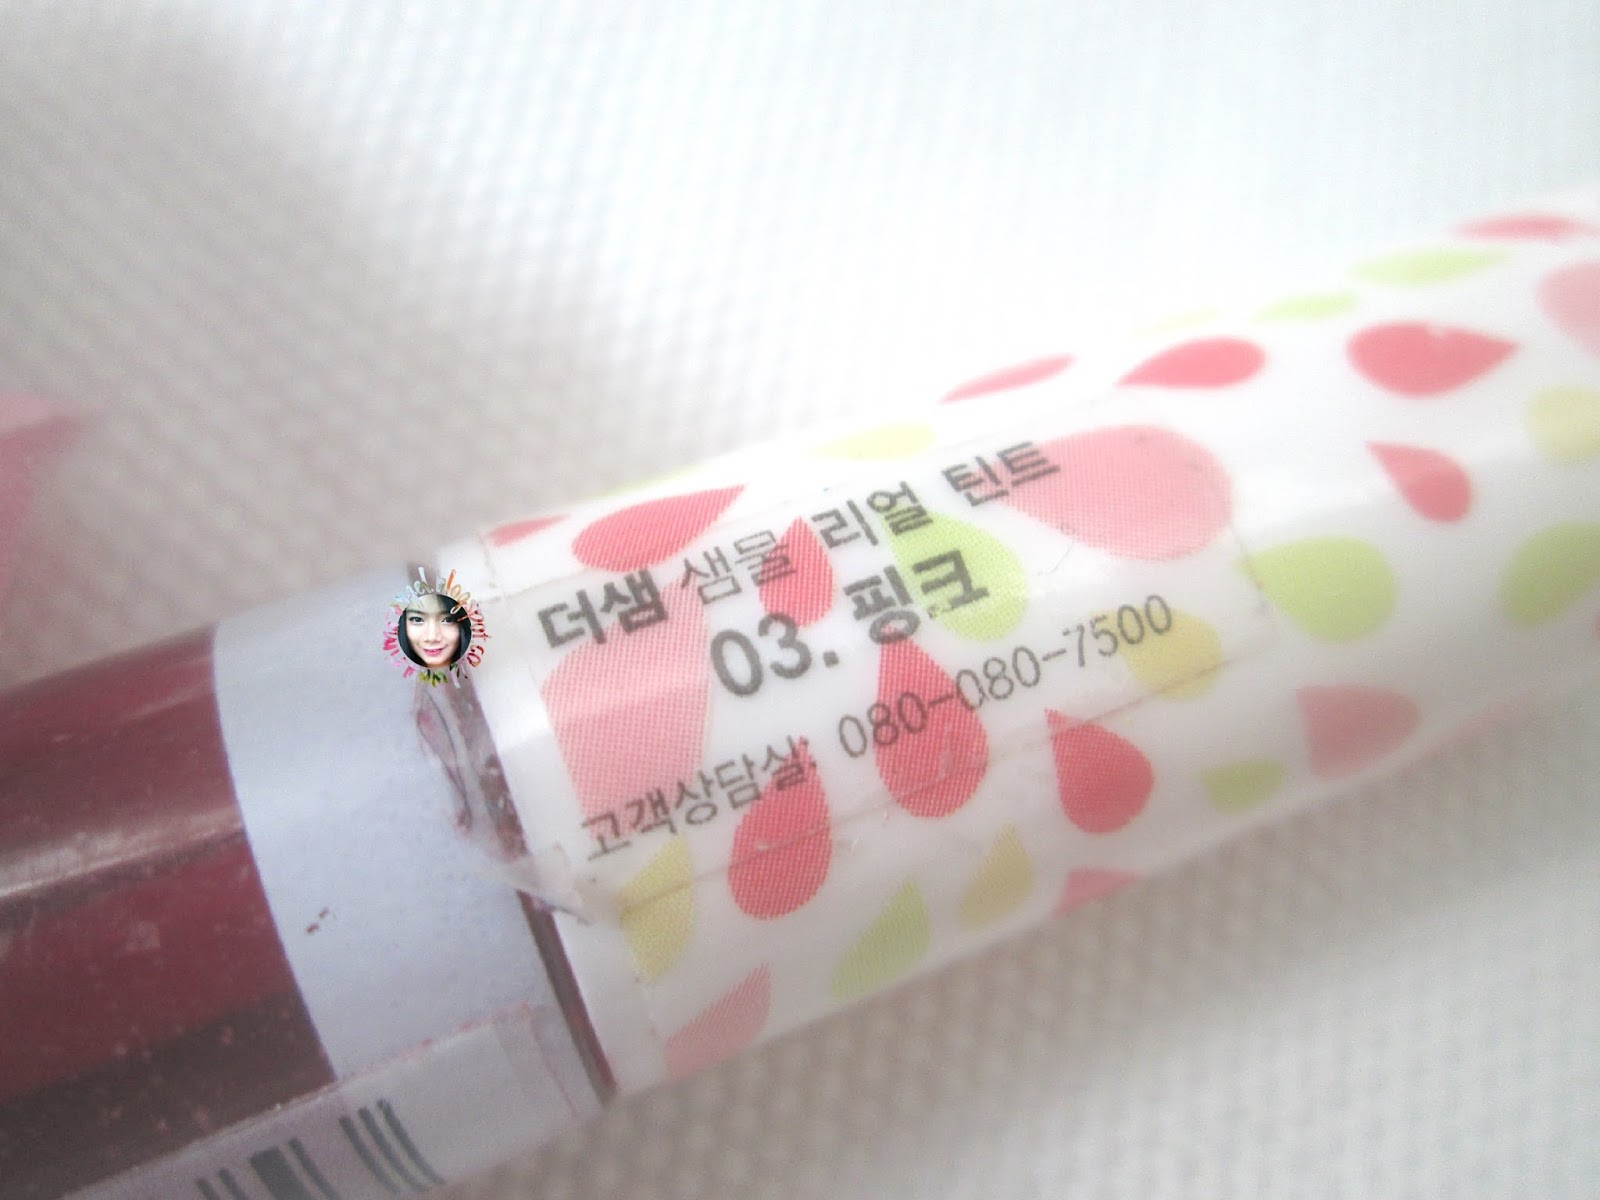 더샘 샘물 리얼 틴트
03. 핑크
고객상담실: 080-080-7500